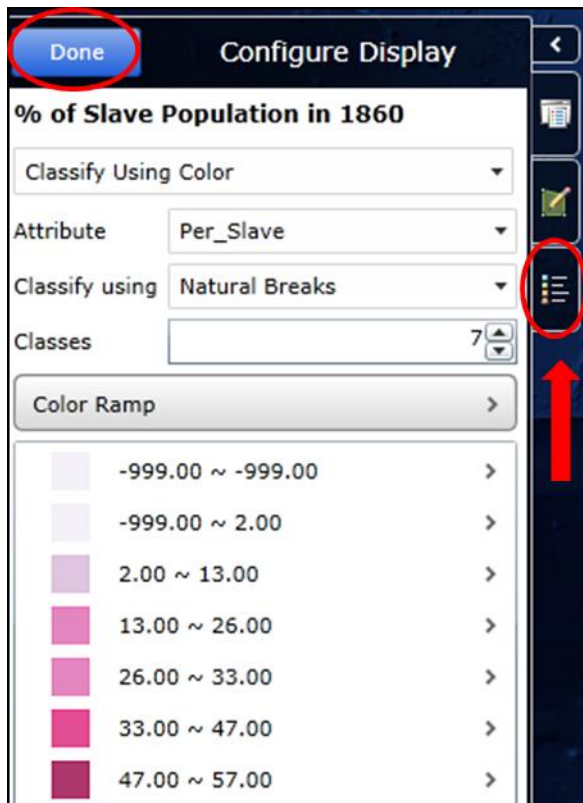 Done Configure Display
% of Slave Population in 1860
Classify Using Color
Attribute Per_Slave
Classify using Natural Breaks
Classes 7
Color Ramp
-999.00 ~ -999.00
-999.00 ~ 2.00
2.00 ~ 13.00
13.00 ~ 26.00
26.00 ~ 33.00
33.00 ~ 47.00
47.00 ~ 57.00